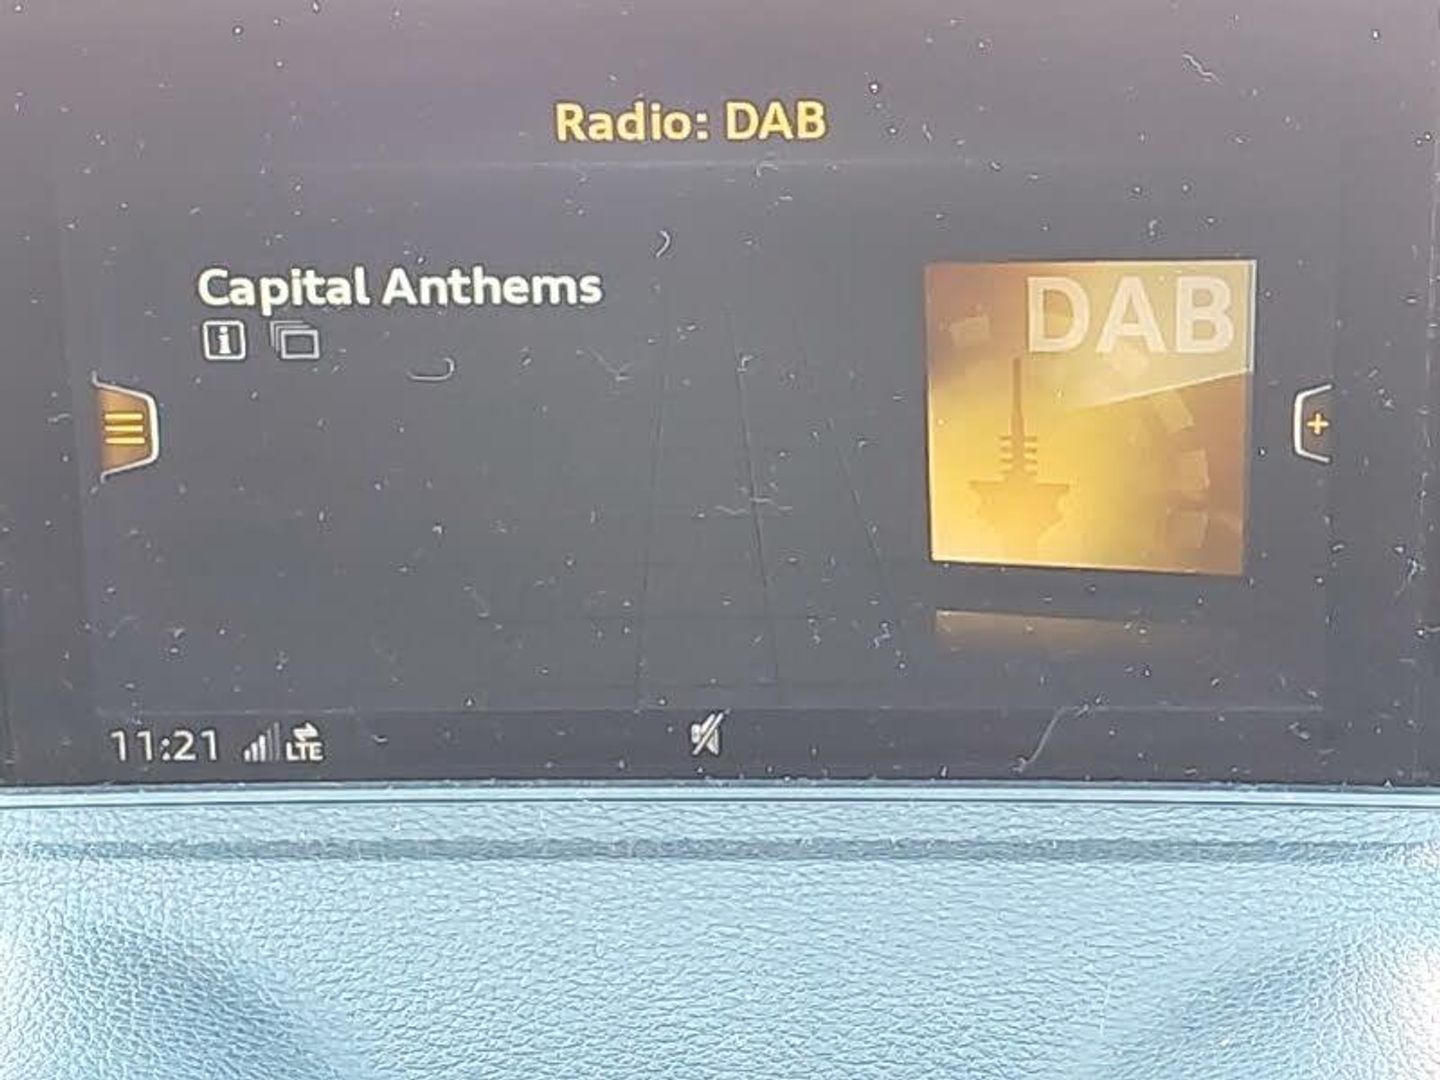 Radio: DAB
Capital Anthems
DAB
11:21 LTE